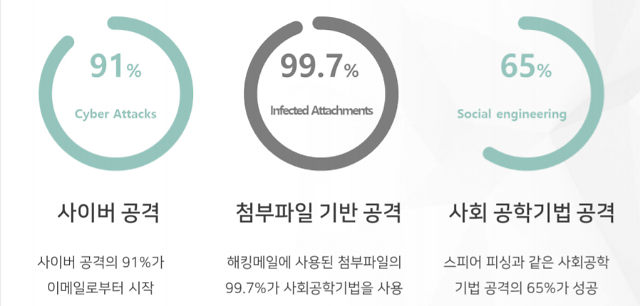 91%
Cyber Attacks
99.7%
Infected Attachments
65%
Social engineering
사이버 공격
첨부파일 기반 공격
사회 공학기법 공격
사이버 공격의 91%가
이메일로부터 시작
해킹메일에 사용된 첨부파일의
99.7%가 사회공학기법을 사용
스피어 피싱과 같은 사회공학
기법 공격의 65%가 성공